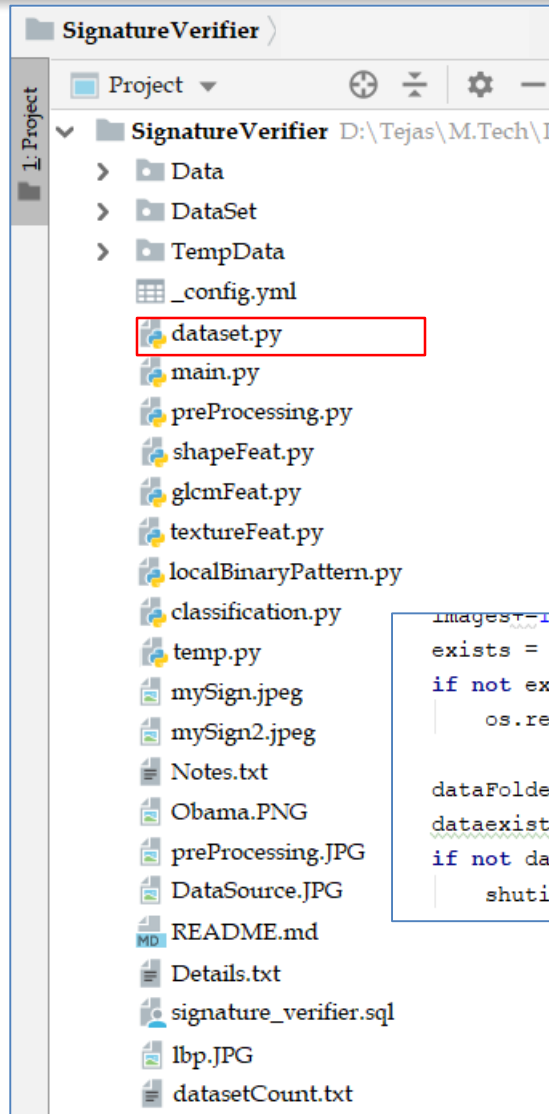 SignatureVerifier
Project
1: Project
SignatureVerifier D:\Tejas\M.Tech\
Data
DataSet
TempData
_config.yml
dataset.py
main.py
preProcessing.py
shapeFeat.py
glcmFeat.py
textureFeat.py
localBinaryPattern.py
classification.py
temp.py
mySign.jpeg
mySign2.jpeg
Notes.txt
Obama.PNG
preProcessing.JPG
DataSource.JPG
MD README.md
Details.txt
signature_verifier.sql
lbp.JPG
datasetCount.txt
images+=
exists =
if not ex
os.re
dataFolde
dataexist
if not da
shuti